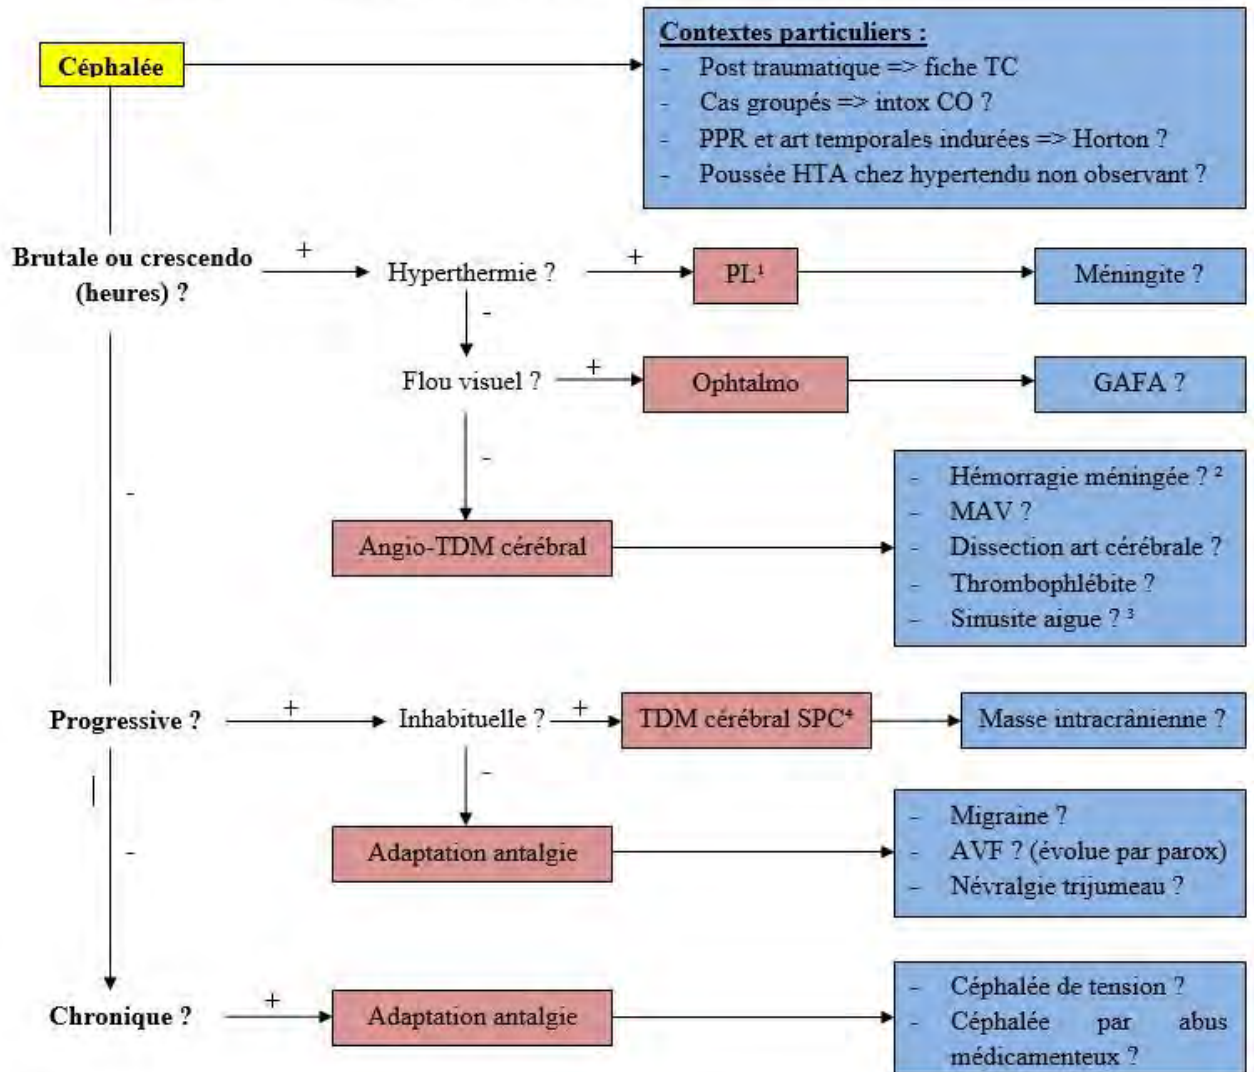 Céphalée
Contextes particuliers :
- Post traumatique => fiche TC
- Cas groupés => intox CO ?
- PPR et art temporales indurées => Horton ?
- Poussée HTA chez hypertendu non observant ?
Brutale ou crescendo
(heures) ?
+
Hyperthermie ?
+
PL¹
Méningite ?
-
Flou visuel ?
+
Ophtalmo
GAFA ?
-
-
Angio-TDM cérébral
- Hémorragie méningée ? ²
- MAV ?
- Dissection art cérébrale ?
- Thrombophlébite ?
- Sinusite aigue ? ³
Progressive ?
+
Inhabituelle ?
+
TDM cérébral SPC⁴
Masse intracrânienne ?
-
-
Adaptation antalgie
- Migraine ?
- AVF ? (évolue par parox)
- Névralgie trijumeau ?
Chronique ?
+
Adaptation antalgie
- Céphalée de tension ?
- Céphalée par abus
médicamenteux ?